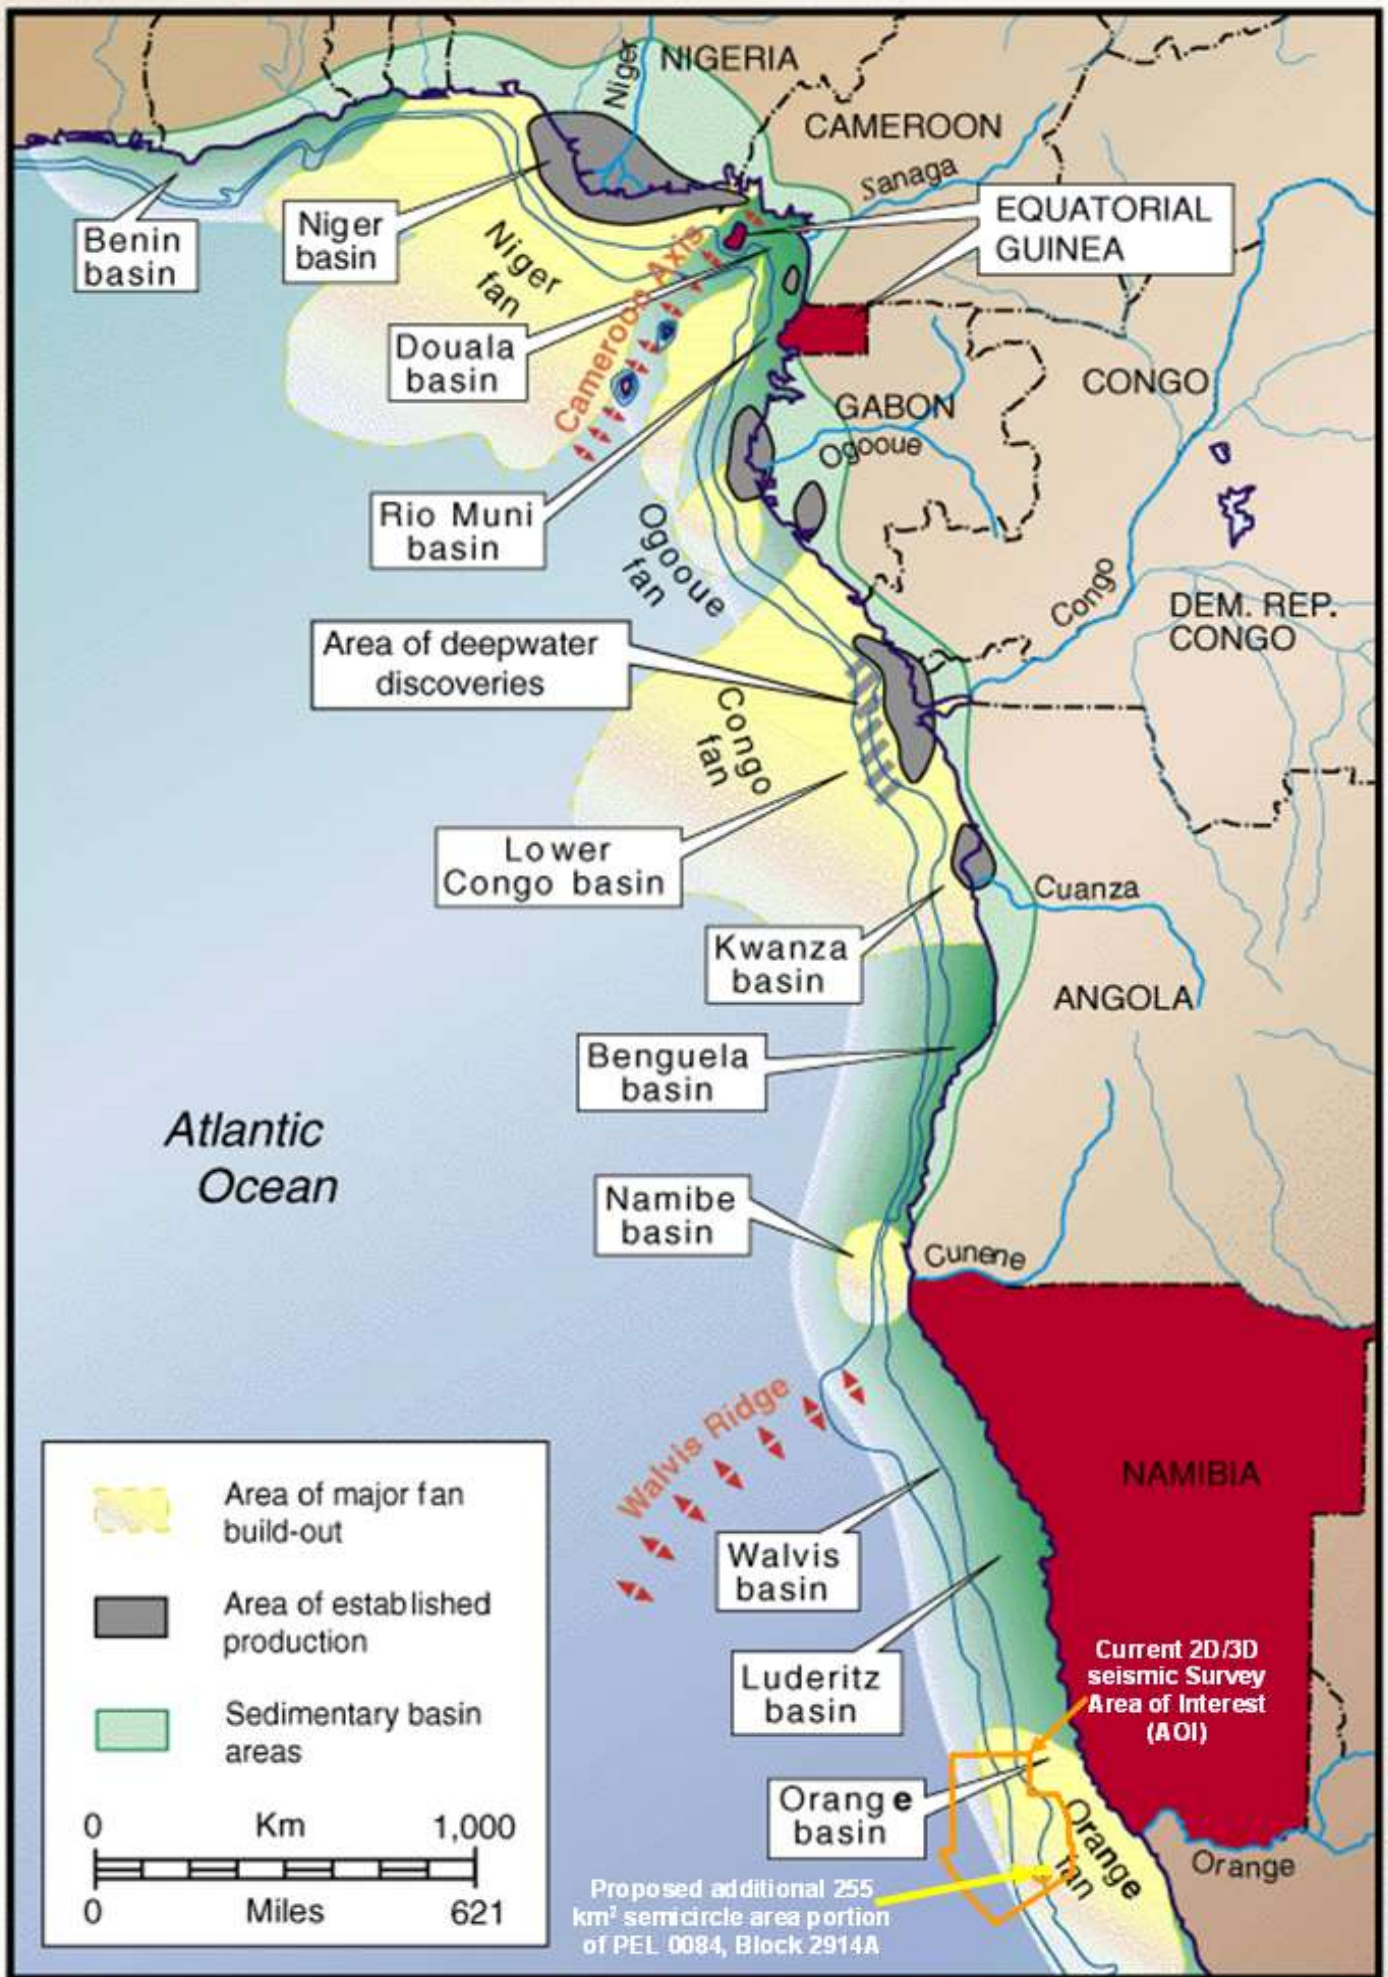 NIGERIA
Niger
CAMEROON
Sanaga
EQUATORIAL
GUINEA
Benin
basin
Niger
basin
Niger
fan
Cameroon Axis
Douala
basin
CONGO
GABON
Ogooue
Rio Muni
basin
Ogooue
fan
Congo
DEM. REP.
CONGO
Area of deepwater
discoveries
Congo
fan
Lower
Congo basin
Cuanza
Kwanza
basin
ANGOLA
Benguela
basin
Atlantic
Ocean
Namibe
basin
Cunene
Walvis Ridge
NAMIBIA
Walvis
basin
Luderitz
basin
Current 2D/3D
seismic Survey
Area of Interest
(AOI)
Orange
basin
Orange
fan
Orange
Proposed additional 255
km² semicircle area portion
of PEL 0084, Block 2914A
Area of major fan
build-out
Area of established
production
Sedimentary basin
areas
0 Km 1,000
0 Miles 621